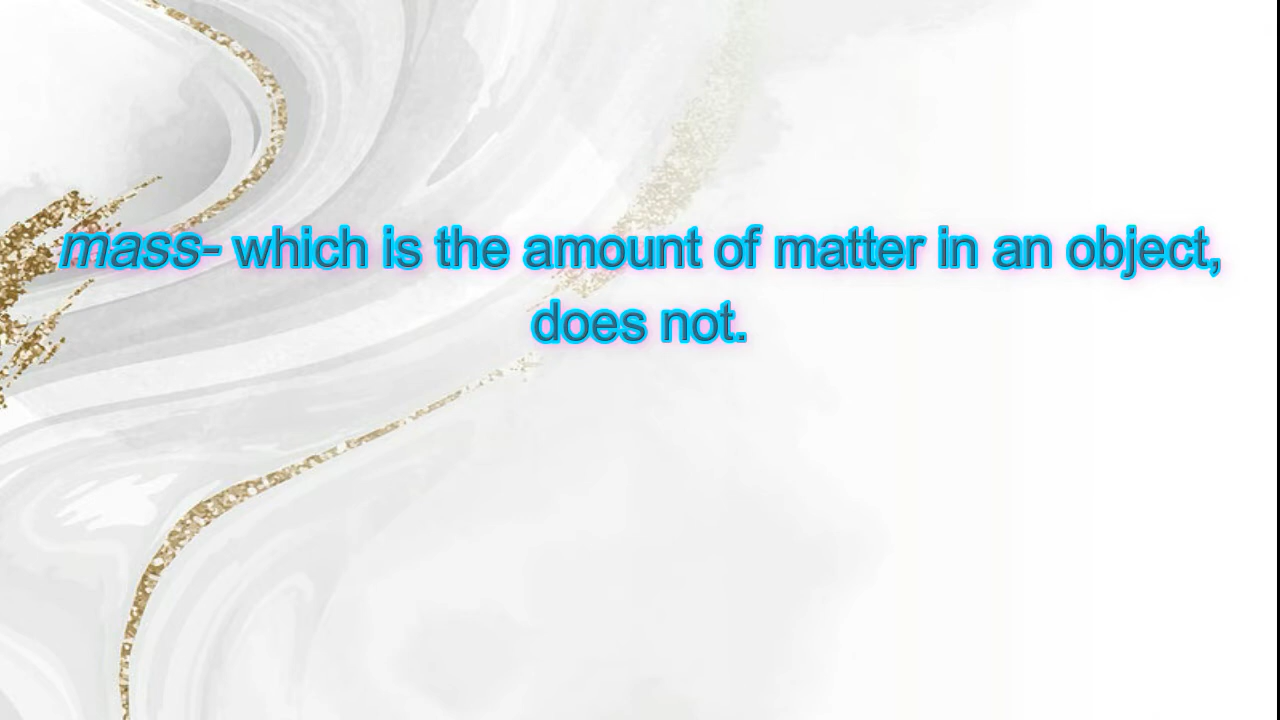 mass- which is the amount of matter in an object,
does not.